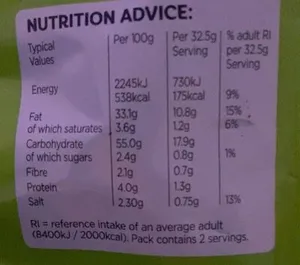 NUTRITION ADVICE:
Typical Values Per 100g Per 32.5g Serving % adult RI per 32.5g Serving
Energy 2245kJ 730kJ
538kcal 175kcal 9%
Fat 33.1g 10.8g 15%
of which saturates 3.6g 1.2g 6%
Carbohydrate 55.0g 17.9g
of which sugars 2.4g 0.8g 1%
Fibre 2.1g 0.7g
Protein 4.0g 1.3g
Salt 2.30g 0.75g 13%
RI = reference intake of an average adult
(8400kJ / 2000kcal). Pack contains 2 servings.